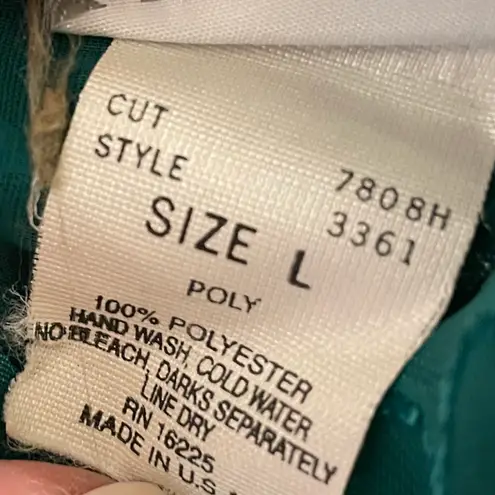 CUT 7808H
STYLE 3361
SIZE L
POLY
100% POLYESTER
HAND WASH, COLD WATER
NO BLEACH, DARKS SEPARATELY
LINE DRY
RN 16225
MADE IN U.S.